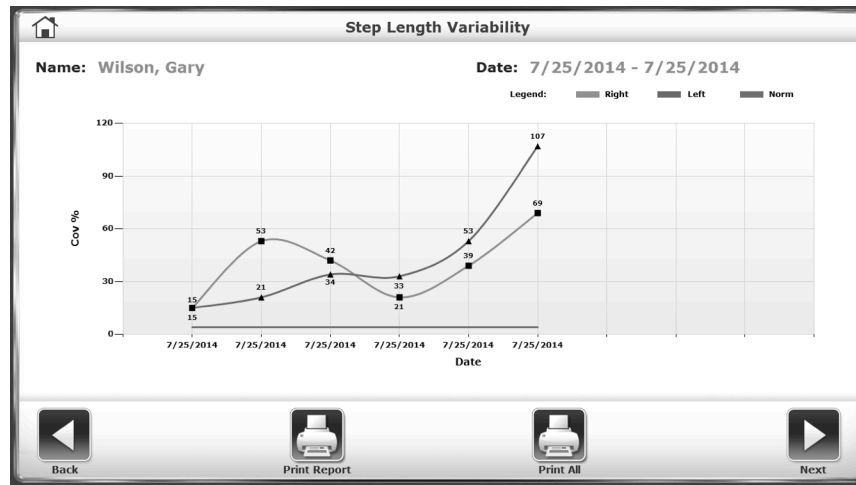 Step Length Variability
Name: Wilson, Gary
Date: 7/25/2014 - 7/25/2014
Legend: Right Left Norm
120
107
90
Cov %
69
60
53 53
42
39
34 33
30
21
21
15
15
0
7/25/2014 7/25/2014 7/25/2014 7/25/2014 7/25/2014 7/25/2014
Date
Back Print Report Print All Next